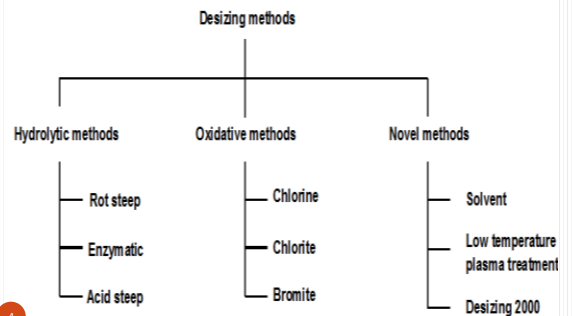 Desizing methods
Hydrolytic methods
Oxidative methods
Novel methods
Rot steep
Enzymatic
Acid steep
Chlorine
Chlorite
Bromite
Solvent
Low temperature
plasma treatment
Desizing 2000